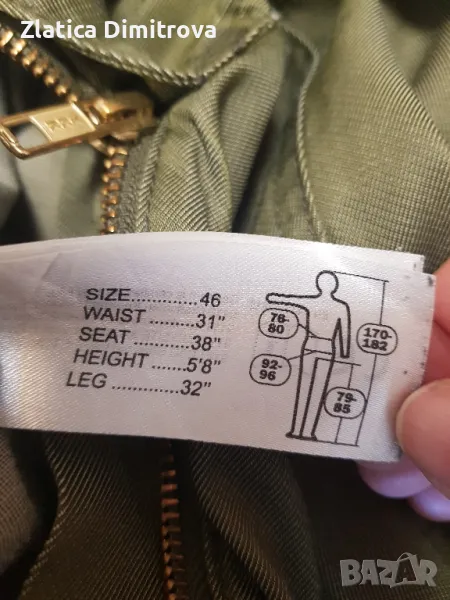 Zlatica Dimitrova
SIZE............. 46
WAIST ......... 31"
SEAT ........... 38"
HEIGHT .......5'8"
LEG .............. 32"
76-
80
170-
182
92-
96
79-
85
BAZAR